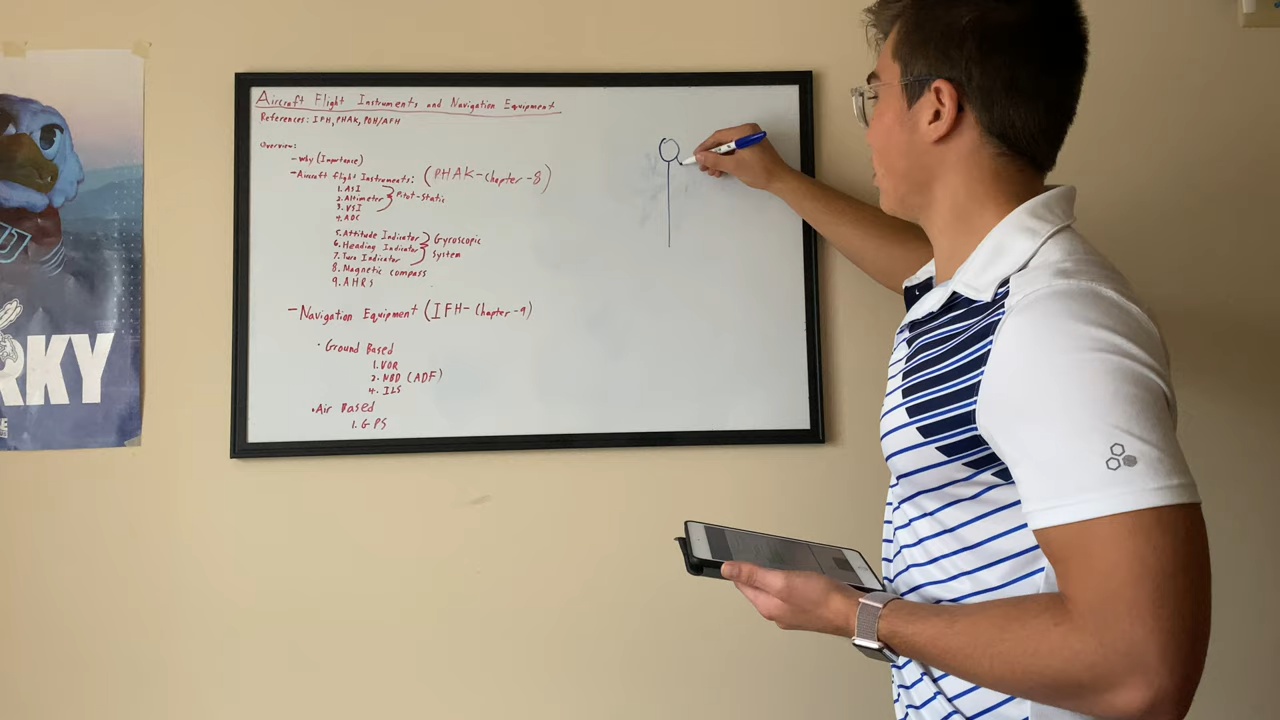 RKY
Aircraft Flight Instruments and Navigation Equipment
References: IFH, PHAK, POH/AFH
Overview:
- Why (Importance)
- Aircraft flight Instruments: (PHAK-Chapter-8)
1. ASI
2. Altimeter
3. VSI
Pitot-Static
4. ADC
5. Attitude Indicator
6. Heading Indicator
7. Turn Indicator
Gyroscopic
System
8. Magnetic compass
9. AHRS
- Navigation Equipment (IFH- Chapter-9)
• Ground Based
1. VOR
2. NBD (ADF)
4. ILS
• Air Based
1. GPS